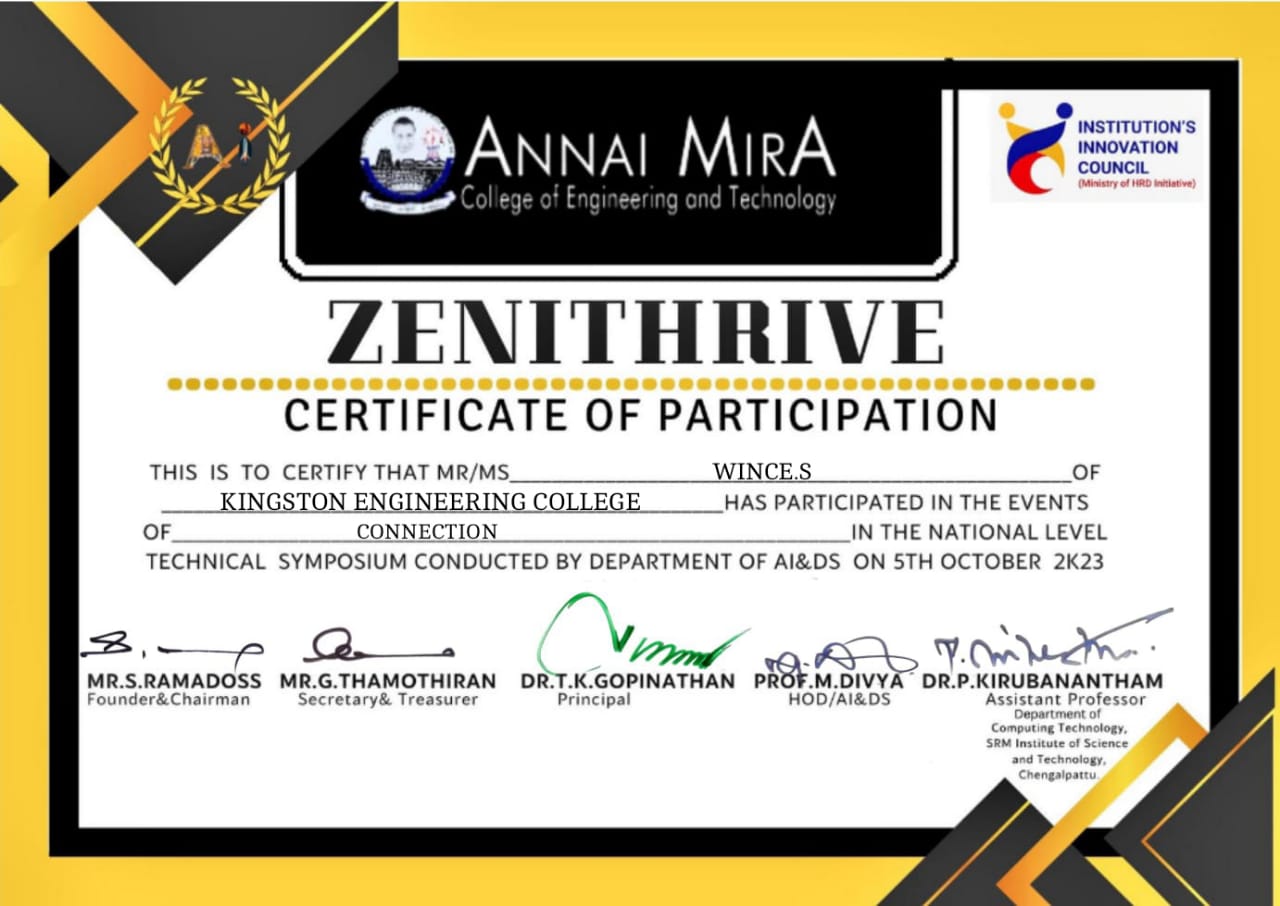 ANNAI MIRA
College of Engineering and Technology
INSTITUTION'S
INNOVATION
COUNCIL
(Ministry of HRD Initiative)
ZENITHRIVE
CERTIFICATE OF PARTICIPATION
THIS IS TO CERTIFY THAT MR/MS WINCE.S OF
KINGSTON ENGINEERING COLLEGE HAS PARTICIPATED IN THE EVENTS
OF CONNECTION IN THE NATIONAL LEVEL
TECHNICAL SYMPOSIUM CONDUCTED BY DEPARTMENT OF AI&DS ON 5TH OCTOBER 2K23
MR.S.RAMADOSS MR.G.THAMOTHIRAN DR.T.K.GOPINATHAN PROF.M.DIVYA DR.P.KIRUBANANTHAM
Founder&Chairman Secretary& Treasurer Principal HOD/AI&DS Assistant Professor
Department of
Computing Technology,
SRM Institute of Science
and Technology,
Chengalpattu.